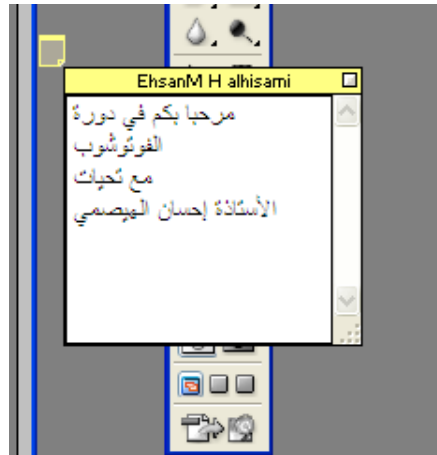 EhsanM H alhisami
مرحبا بكم في دورة
الفوتوشوب
مع تحيات
الأستاذة إحسان الهيصمي